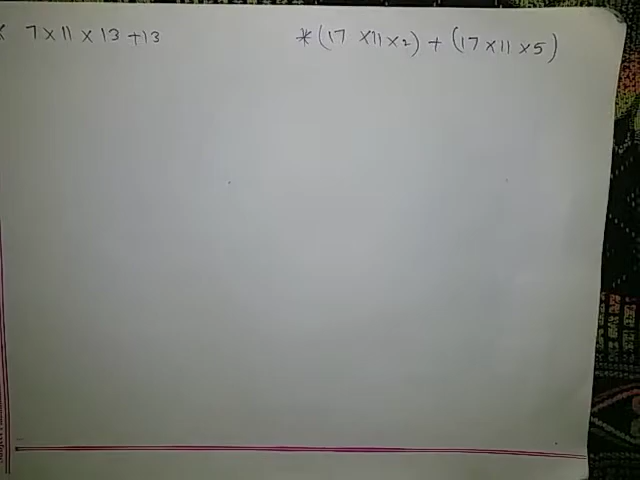 * 7 x 11 x 13 + 13
* (17 x 11 x 2) + (17 x 11 x 5)